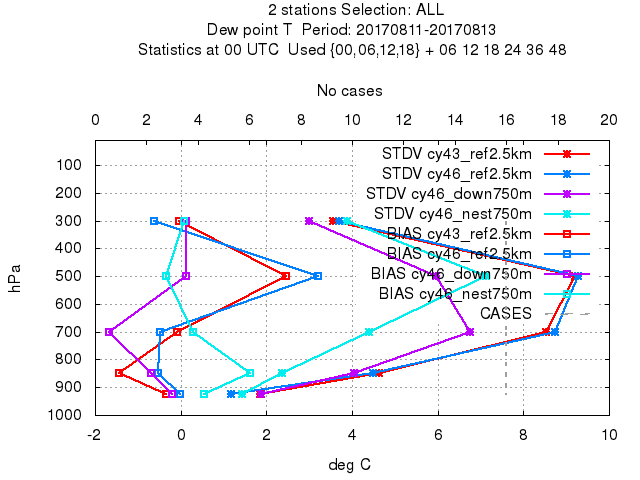 2 stations Selection: ALL
Dew point T  Period: 20170811-20170813
Statistics at 00 UTC  Used {00,06,12,18} + 06 12 18 24 36 48
No cases
0 2 4 6 8 10 12 14 16 18 20
STDV cy43_ref2.5km
STDV cy46_ref2.5km
STDV cy46_down750m
STDV cy46_nest750m
BIAS cy43_ref2.5km
BIAS cy46_ref2.5km
BIAS cy46_down750m
BIAS cy46_nest750m
CASES
100
300
400
500
600
700
800
900
1000
hPa
-2 0 2 4 6 8 10
deg C